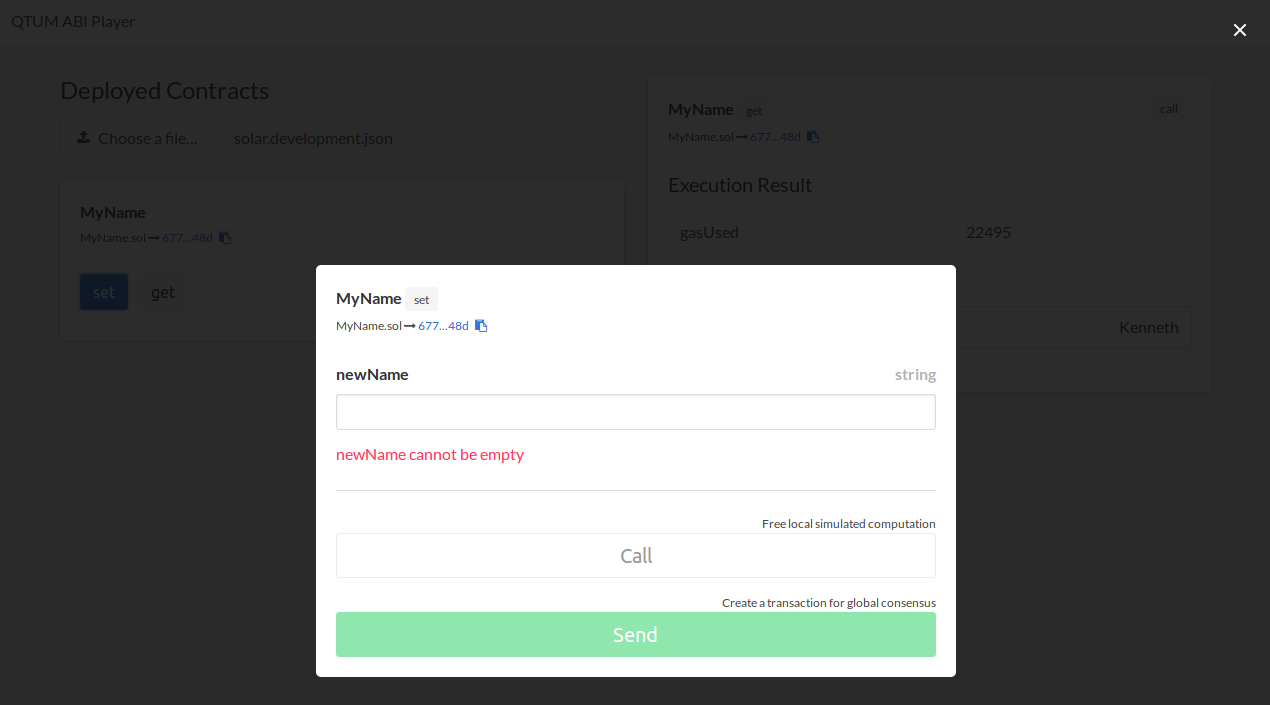 QTUM ABI Player
Deployed Contracts
Choose a file... solar.development.json
MyName
MyName.sol → 677...48d
set get
MyName get call
MyName.sol → 677...48d
Execution Result
gasUsed 22495
Kenneth
MyName set
MyName.sol → 677...48d
newName string
newName cannot be empty
Free local simulated computation
Call
Create a transaction for global consensus
Send